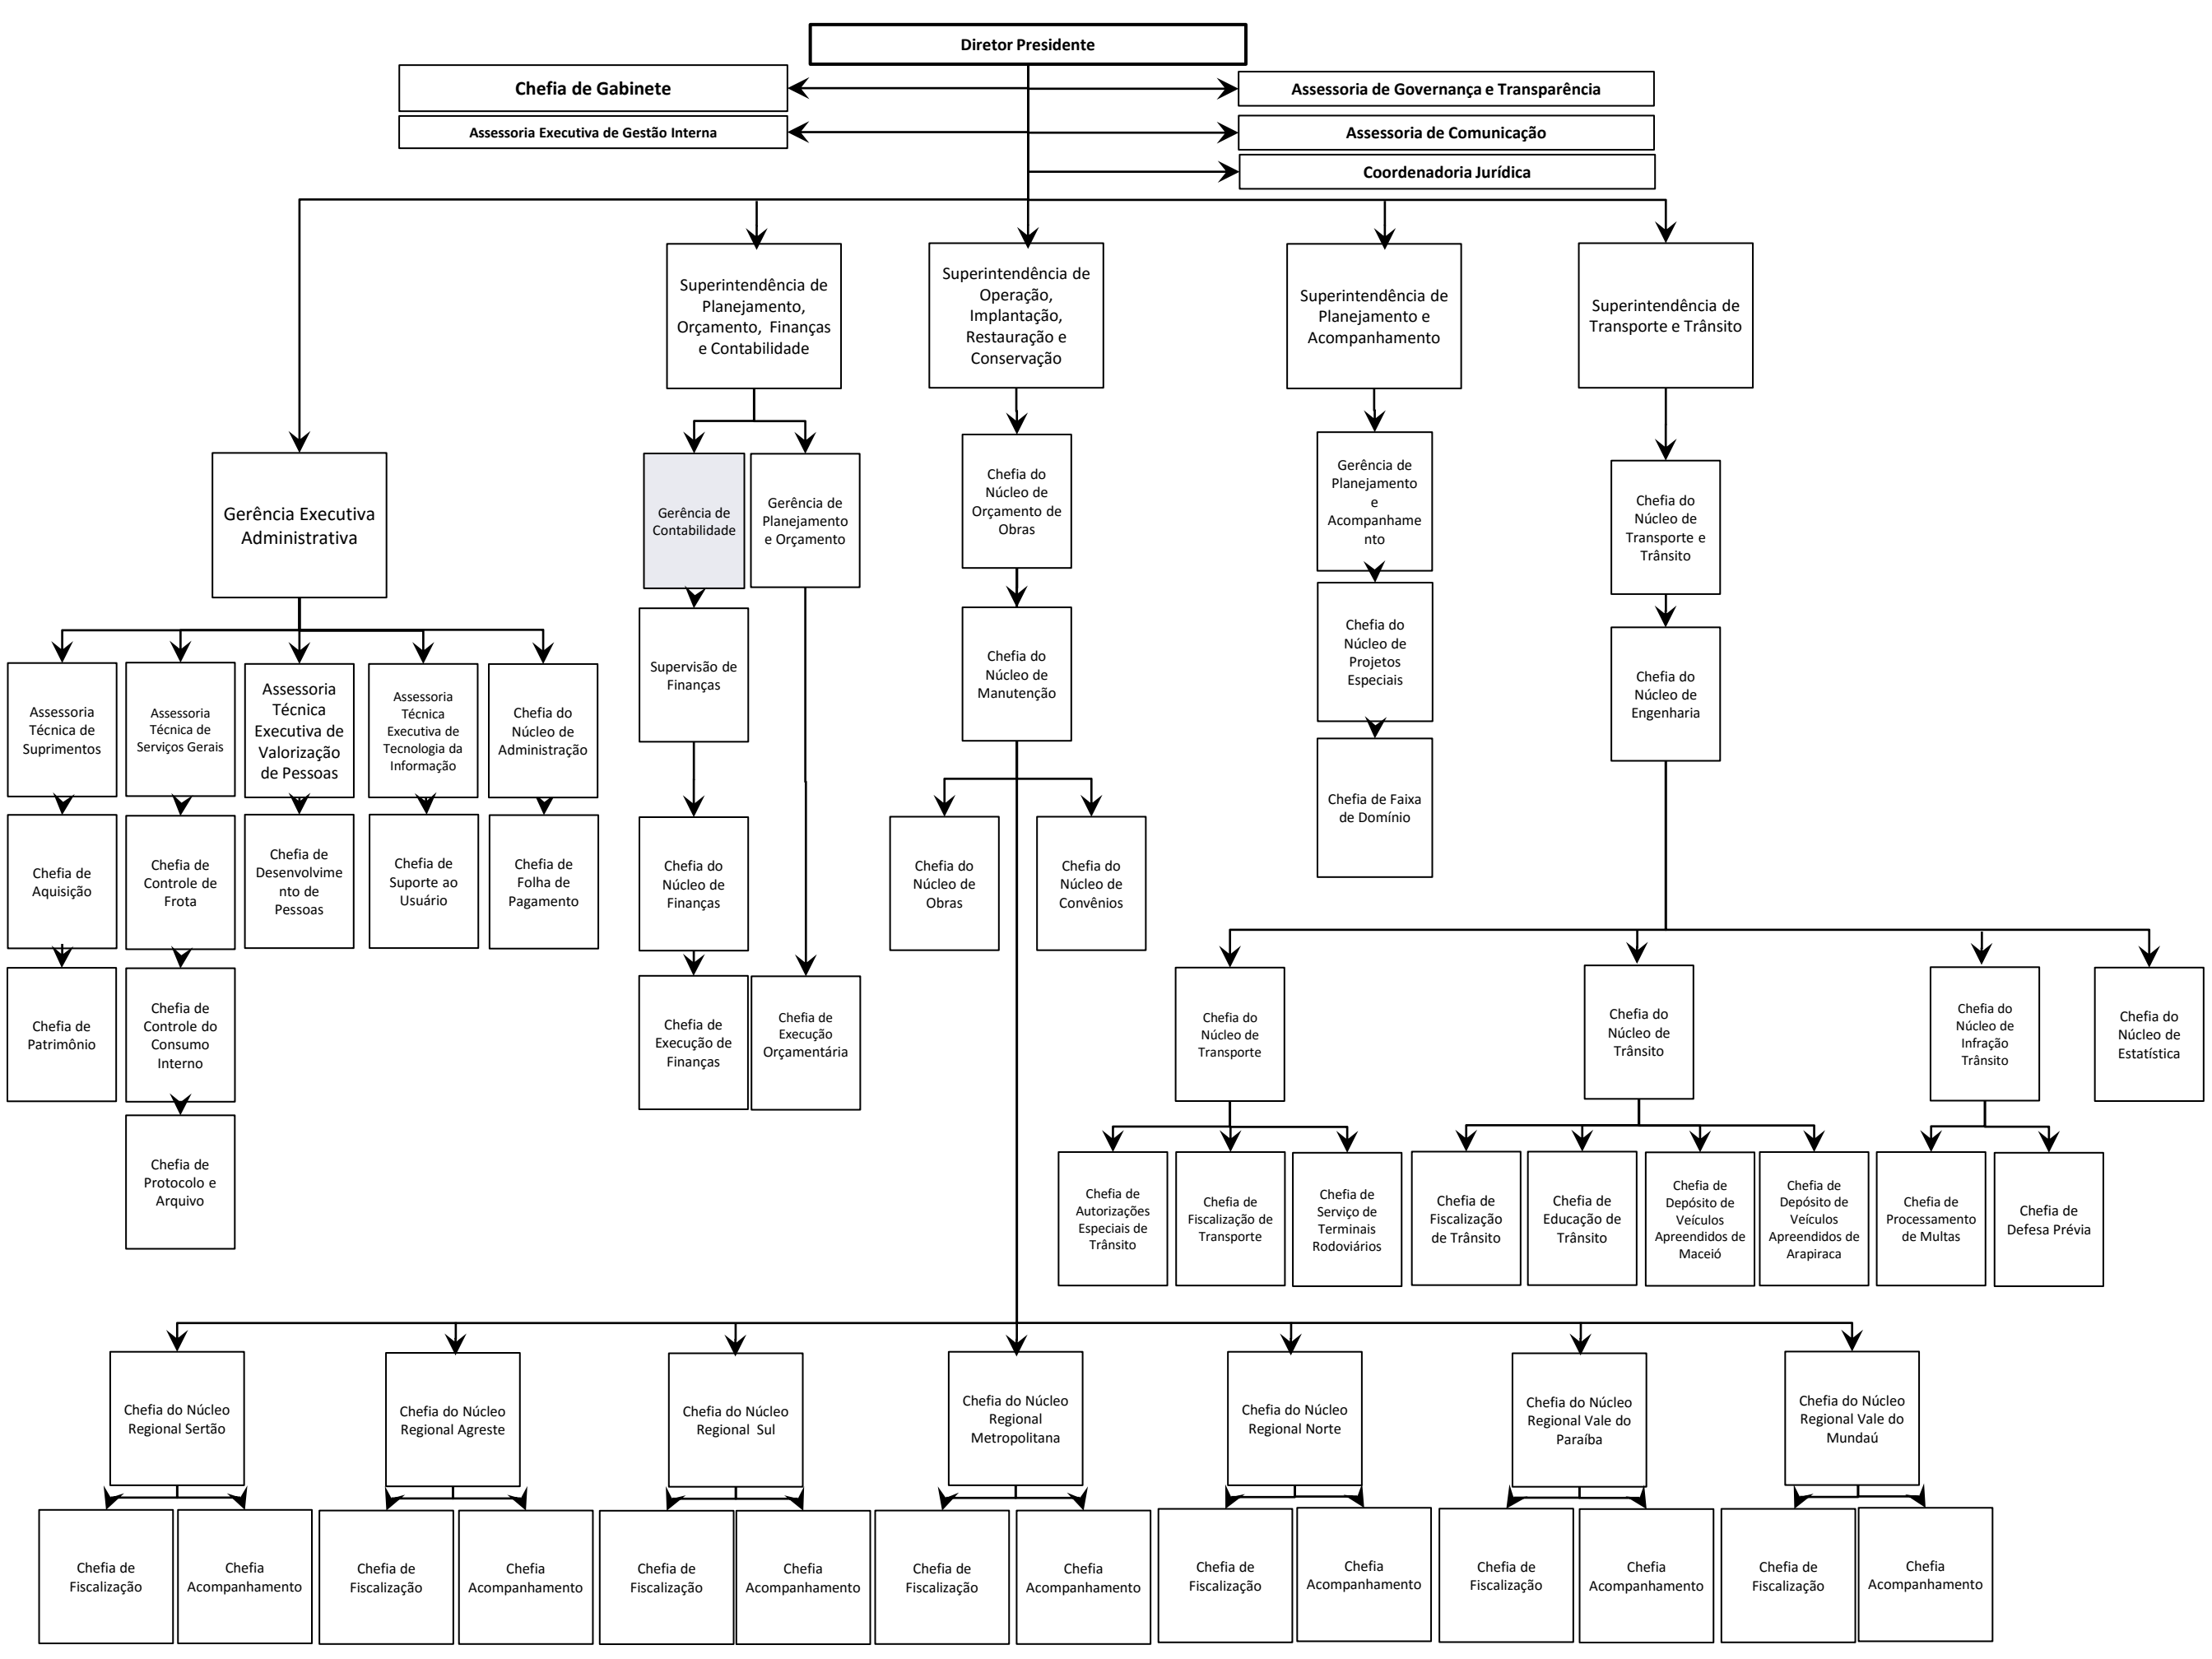 Diretor Presidente
Chefia de Gabinete
Assessoria de Governança e Transparência
Assessoria Executiva de Gestão Interna
Assessoria de Comunicação
Coordenadoria Jurídica
Superintendência de
Planejamento,
Orçamento, Finanças
e Contabilidade
Superintendência de
Operação,
Implantação,
Restauração e
Conservação
Superintendência de
Planejamento e
Acompanhamento
Superintendência de
Transporte e Trânsito
Gerência Executiva
Administrativa
Gerência de
Contabilidade
Gerência de
Planejamento
e Orçamento
Chefia do
Núcleo de
Orçamento de
Obras
Gerência de
Planejamento
e
Acompanhame
nto
Chefia do
Núcleo de
Transporte e
Trânsito
Supervisão de
Finanças
Chefia do
Núcleo de
Manutenção
Chefia do
Núcleo de
Projetos
Especiais
Chefia do
Núcleo de
Engenharia
Assessoria
Técnica de
Suprimentos
Assessoria
Técnica de
Serviços Gerais
Assessoria
Técnica
Executiva de
Valorização
de Pessoas
Assessoria
Técnica
Executiva de
Tecnologia da
Informação
Chefia do
Núcleo de
Administração
Chefia de Faixa
de Domínio
Chefia de
Aquisição
Chefia de
Controle de
Frota
Chefia de
Desenvolvime
nto de
Pessoas
Chefia de
Suporte ao
Usuário
Chefia de
Folha de
Pagamento
Chefia do
Núcleo de
Finanças
Chefia do
Núcleo de
Obras
Chefia do
Núcleo de
Convênios
Chefia de
Patrimônio
Chefia de
Controle do
Consumo
Interno
Chefia de
Execução de
Finanças
Chefia de
Execução
Orçamentária
Chefia do
Núcleo de
Transporte
Chefia do
Núcleo de
Trânsito
Chefia do
Núcleo de
Infração
Trânsito
Chefia do
Núcleo de
Estatística
Chefia de
Protocolo e
Arquivo
Chefia de
Autorizações
Especiais de
Trânsito
Chefia de
Fiscalização de
Transporte
Chefia de
Serviço de
Terminais
Rodoviários
Chefia de
Fiscalização
de Trânsito
Chefia de
Educação de
Trânsito
Chefia de
Depósito de
Veículos
Apreendidos de
Maceió
Chefia de
Depósito de
Veículos
Apreendidos de
Arapiraca
Chefia de
Processamento
de Multas
Chefia de
Defesa Prévia
Chefia do Núcleo
Regional Sertão
Chefia do Núcleo
Regional Agreste
Chefia do Núcleo
Regional Sul
Chefia do Núcleo
Regional
Metropolitana
Chefia do Núcleo
Regional Norte
Chefia do Núcleo
Regional Vale do
Paraíba
Chefia do Núcleo
Regional Vale do
Mundaú
Chefia de
Fiscalização
Chefia
Acompanhamento
Chefia de
Fiscalização
Chefia
Acompanhamento
Chefia de
Fiscalização
Chefia
Acompanhamento
Chefia de
Fiscalização
Chefia
Acompanhamento
Chefia de
Fiscalização
Chefia
Acompanhamento
Chefia de
Fiscalização
Chefia
Acompanhamento
Chefia de
Fiscalização
Chefia
Acompanhamento